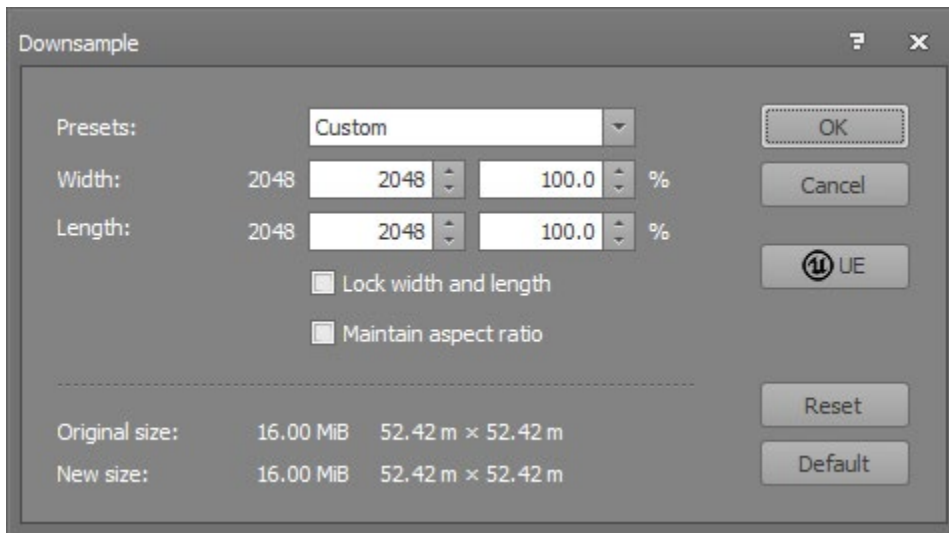 Downsample
Presets: Custom OK
Width: 2048 2048 100.0 % Cancel
Length: 2048 2048 100.0 %
UE
Lock width and length
Maintain aspect ratio
Reset
Original size: 16.00 MiB 52.42 m × 52.42 m
New size: 16.00 MiB 52.42 m × 52.42 m Default